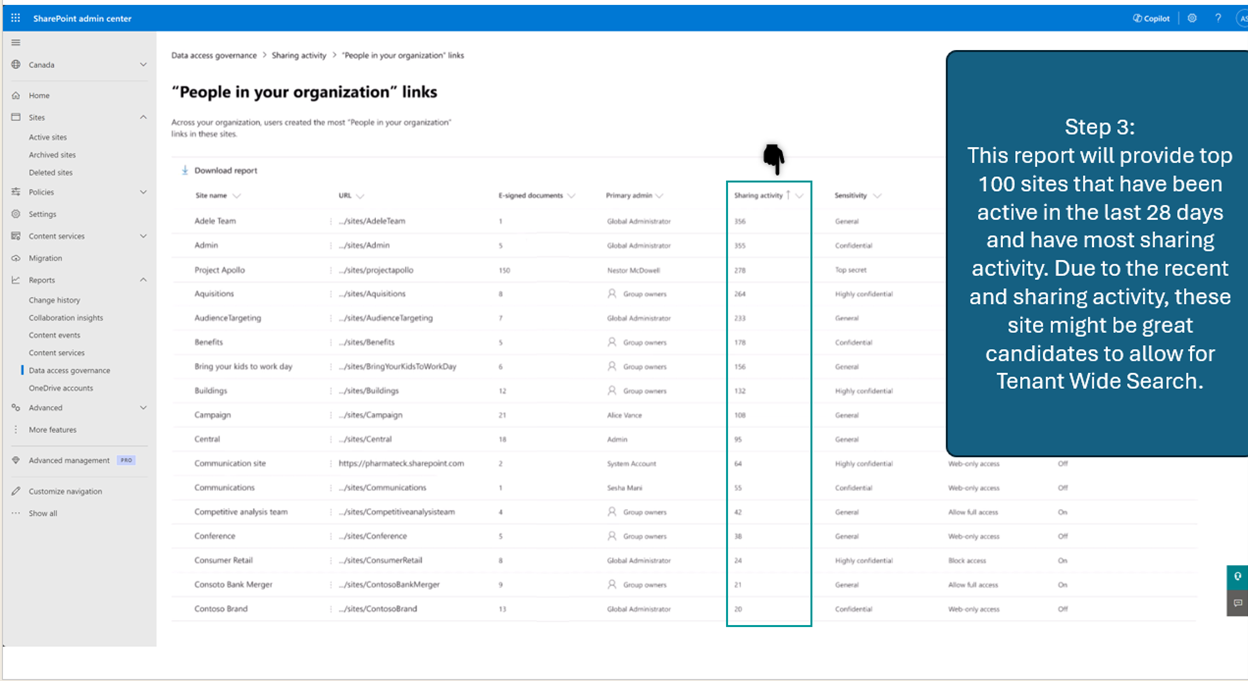 SharePoint admin center
Copilot
?
AS
Canada
Home
Sites
Active sites
Archived sites
Deleted sites
Policies
Settings
Content services
Migration
Reports
Change history
Collaboration insights
Content events
Content services
Data access governance
OneDrive accounts
Advanced
More features
Advanced management PRO
Customize navigation
Show all
Data access governance > Sharing activity > "People in your organization" links
"People in your organization" links
Across your organization, users created the most "People in your organization"
links in these sites.
Download report
Site name URL E-signed documents Primary admin Sharing activity ↑ Sensitivity
Adele Team .../sites/AdeleTeam 1 Global Administrator 356 General
Admin .../sites/Admin 5 Global Administrator 355 Confidential
Project Apollo .../sites/projectapollo 150 Nestor McDowell 278 Top secret
Aquisitions .../sites/Aquisitions 8 Group owners 264 Highly confidential
AudienceTargeting .../sites/AudienceTargeting 7 Global Administrator 233 General
Benefits .../sites/Benefits 5 Group owners 178 Confidential
Bring your kids to work day .../sites/BringYourKidsToWorkDay 6 Group owners 156 General
Buildings .../sites/Buildings 12 Group owners 132 Highly confidential
Campaign .../sites/Campaign 21 Alice Vance 108 General
Central .../sites/Central 18 Admin 95 General
Communication site https://pharmateck.sharepoint.com 2 System Account 64 Highly confidential Web-only access Off
Communications .../sites/Communications 1 Sesha Mani 55 Confidential Web-only access Off
Competitive analysis team .../sites/Competitiveanalysisteam 4 Group owners 42 General Allow full access On
Conference .../sites/Conference 5 Group owners 38 General Web-only access Off
Consumer Retail .../sites/ConsumerRetail 8 Global Administrator 24 Highly confidential Block access On
Consoto Bank Merger .../sites/ContosoBankMerger 9 Group owners 21 General Allow full access On
Contoso Brand .../sites/ContosoBrand 13 Global Administrator 20 Confidential Web-only access Off
Step 3:
This report will provide top
100 sites that have been
active in the last 28 days
and have most sharing
activity. Due to the recent
and sharing activity, these
site might be great
candidates to allow for
Tenant Wide Search.